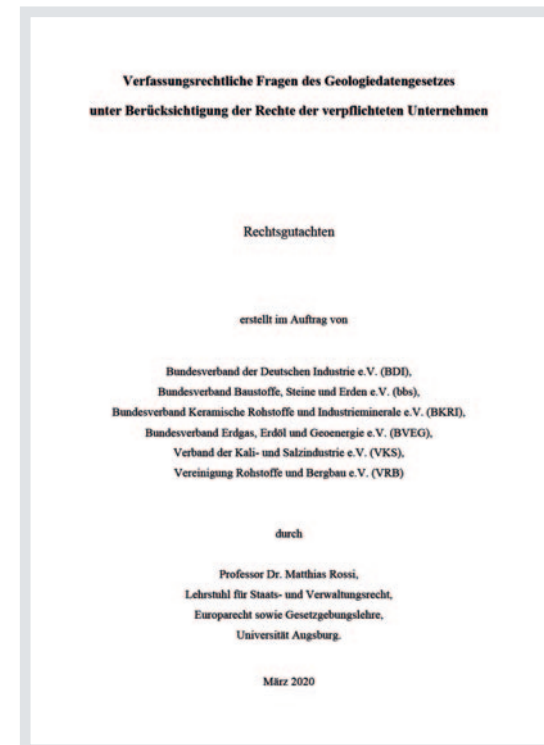 Verfassungsrechtliche Fragen des Geologiedatengesetzes
unter Berücksichtigung der Rechte der verpflichteten Unternehmen
Rechtsgutachten
erstellt im Auftrag von
Bundesverband der Deutschen Industrie e.V. (BDI),
Bundesverband Baustoffe, Steine und Erden e.V. (bbs),
Bundesverband Keramische Rohstoffe und Industrieminerale e.V. (BKRI),
Bundesverband Erdgas, Erdöl und Geoenergie e.V. (BVEG),
Verband der Kali- und Salzindustrie e.V. (VKS),
Vereinigung Rohstoffe und Bergbau e.V. (VRB)
durch
Professor Dr. Matthias Rossi,
Lehrstuhl für Staats- und Verwaltungsrecht,
Europarecht sowie Gesetzgebungslehre,
Universität Augsburg.
März 2020